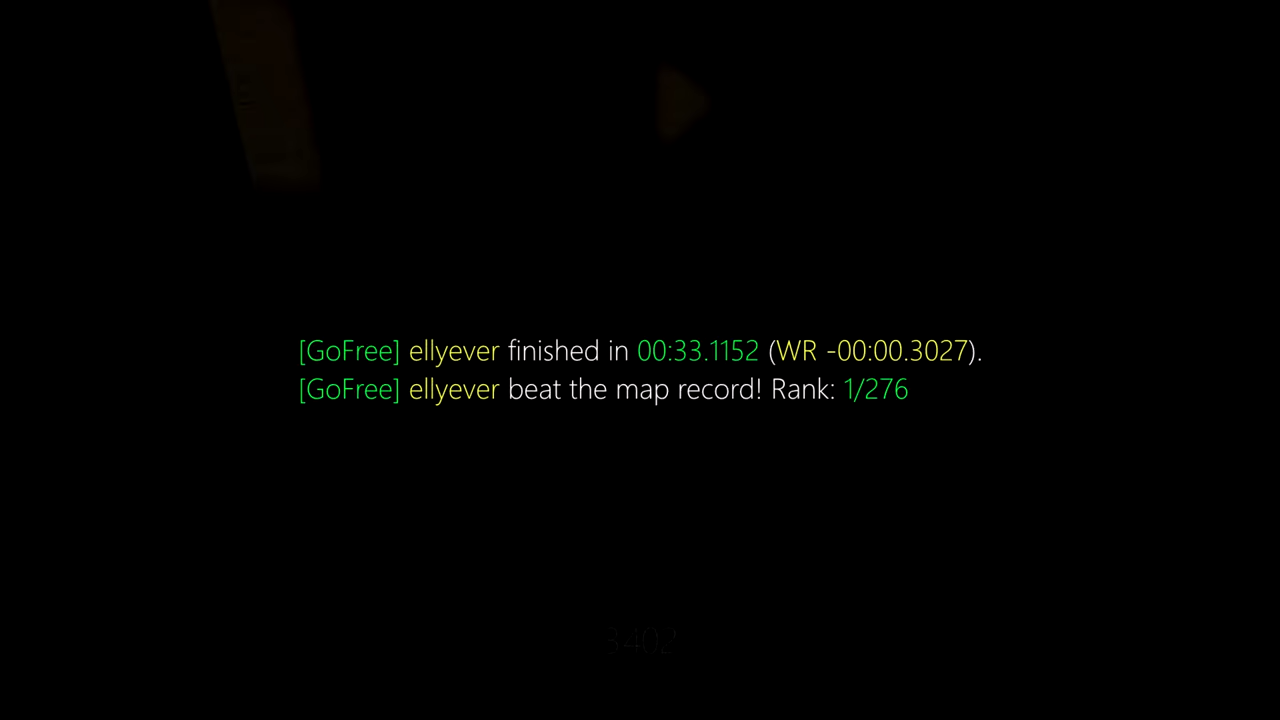 [GoFree] ellyever finished in 00:33.1152 (WR -00:00.3027).
[GoFree] ellyever beat the map record! Rank: 1/276
3402